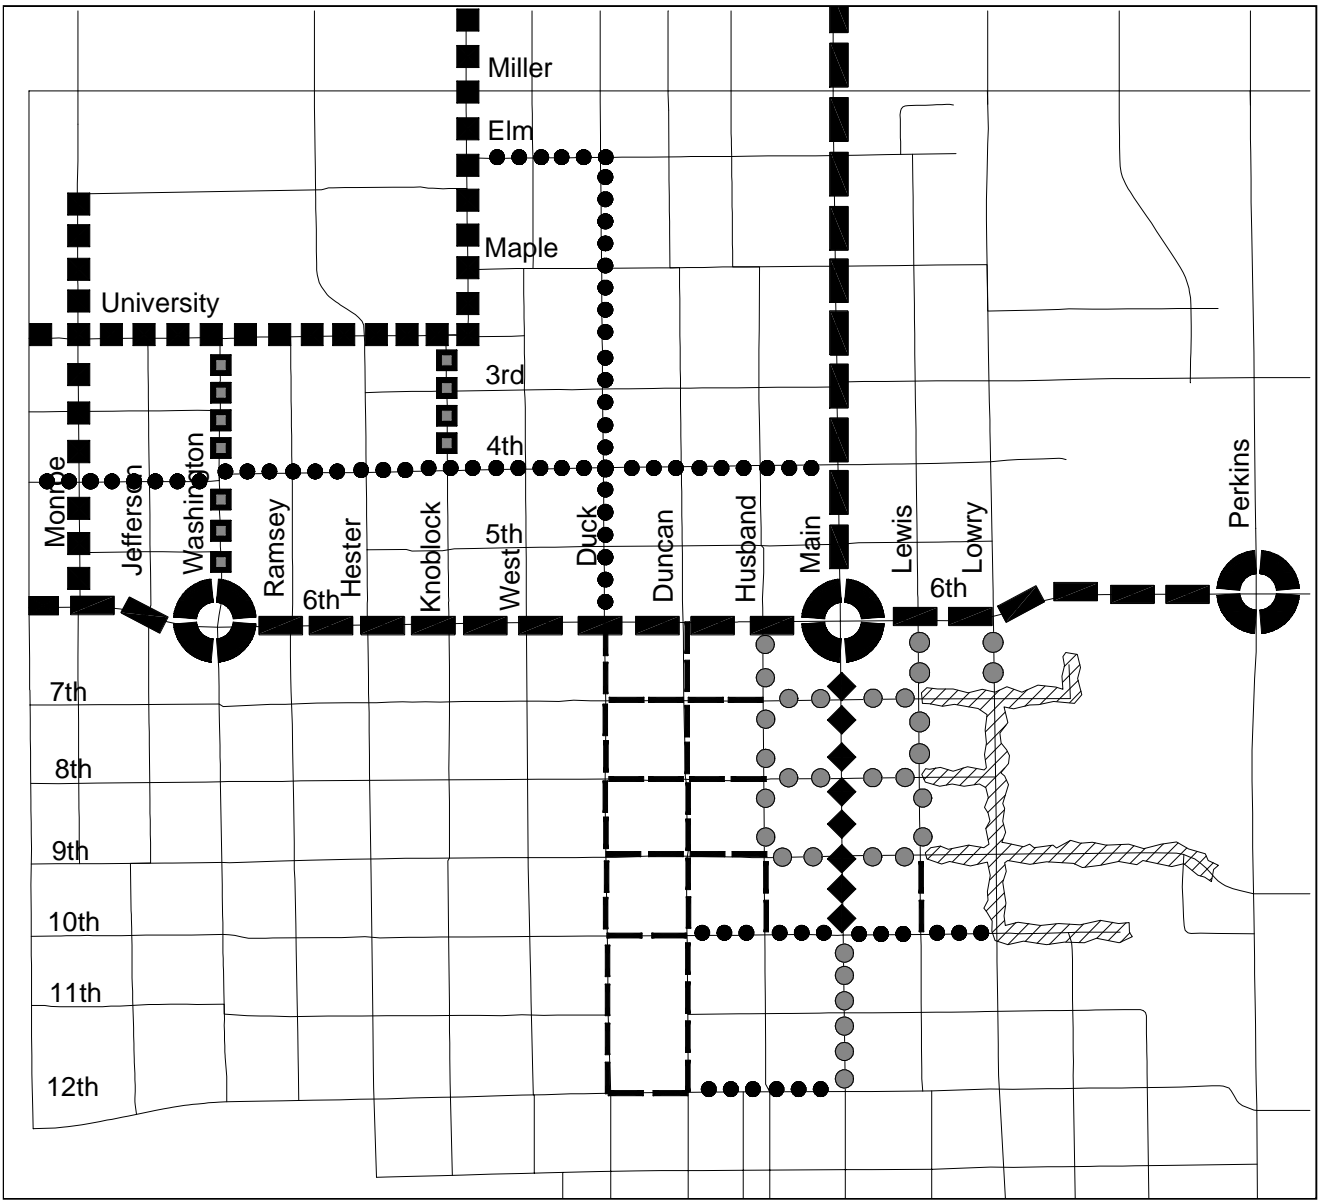 Miller
Elm
Maple
University
3rd
4th
5th
Monroe
Jefferson
Washington
Ramsey
Hester
Knoblock
West
Duck
Duncan
Husband
Main
Lewis
Lowry
Perkins
6th
6th
7th
8th
9th
10th
11th
12th